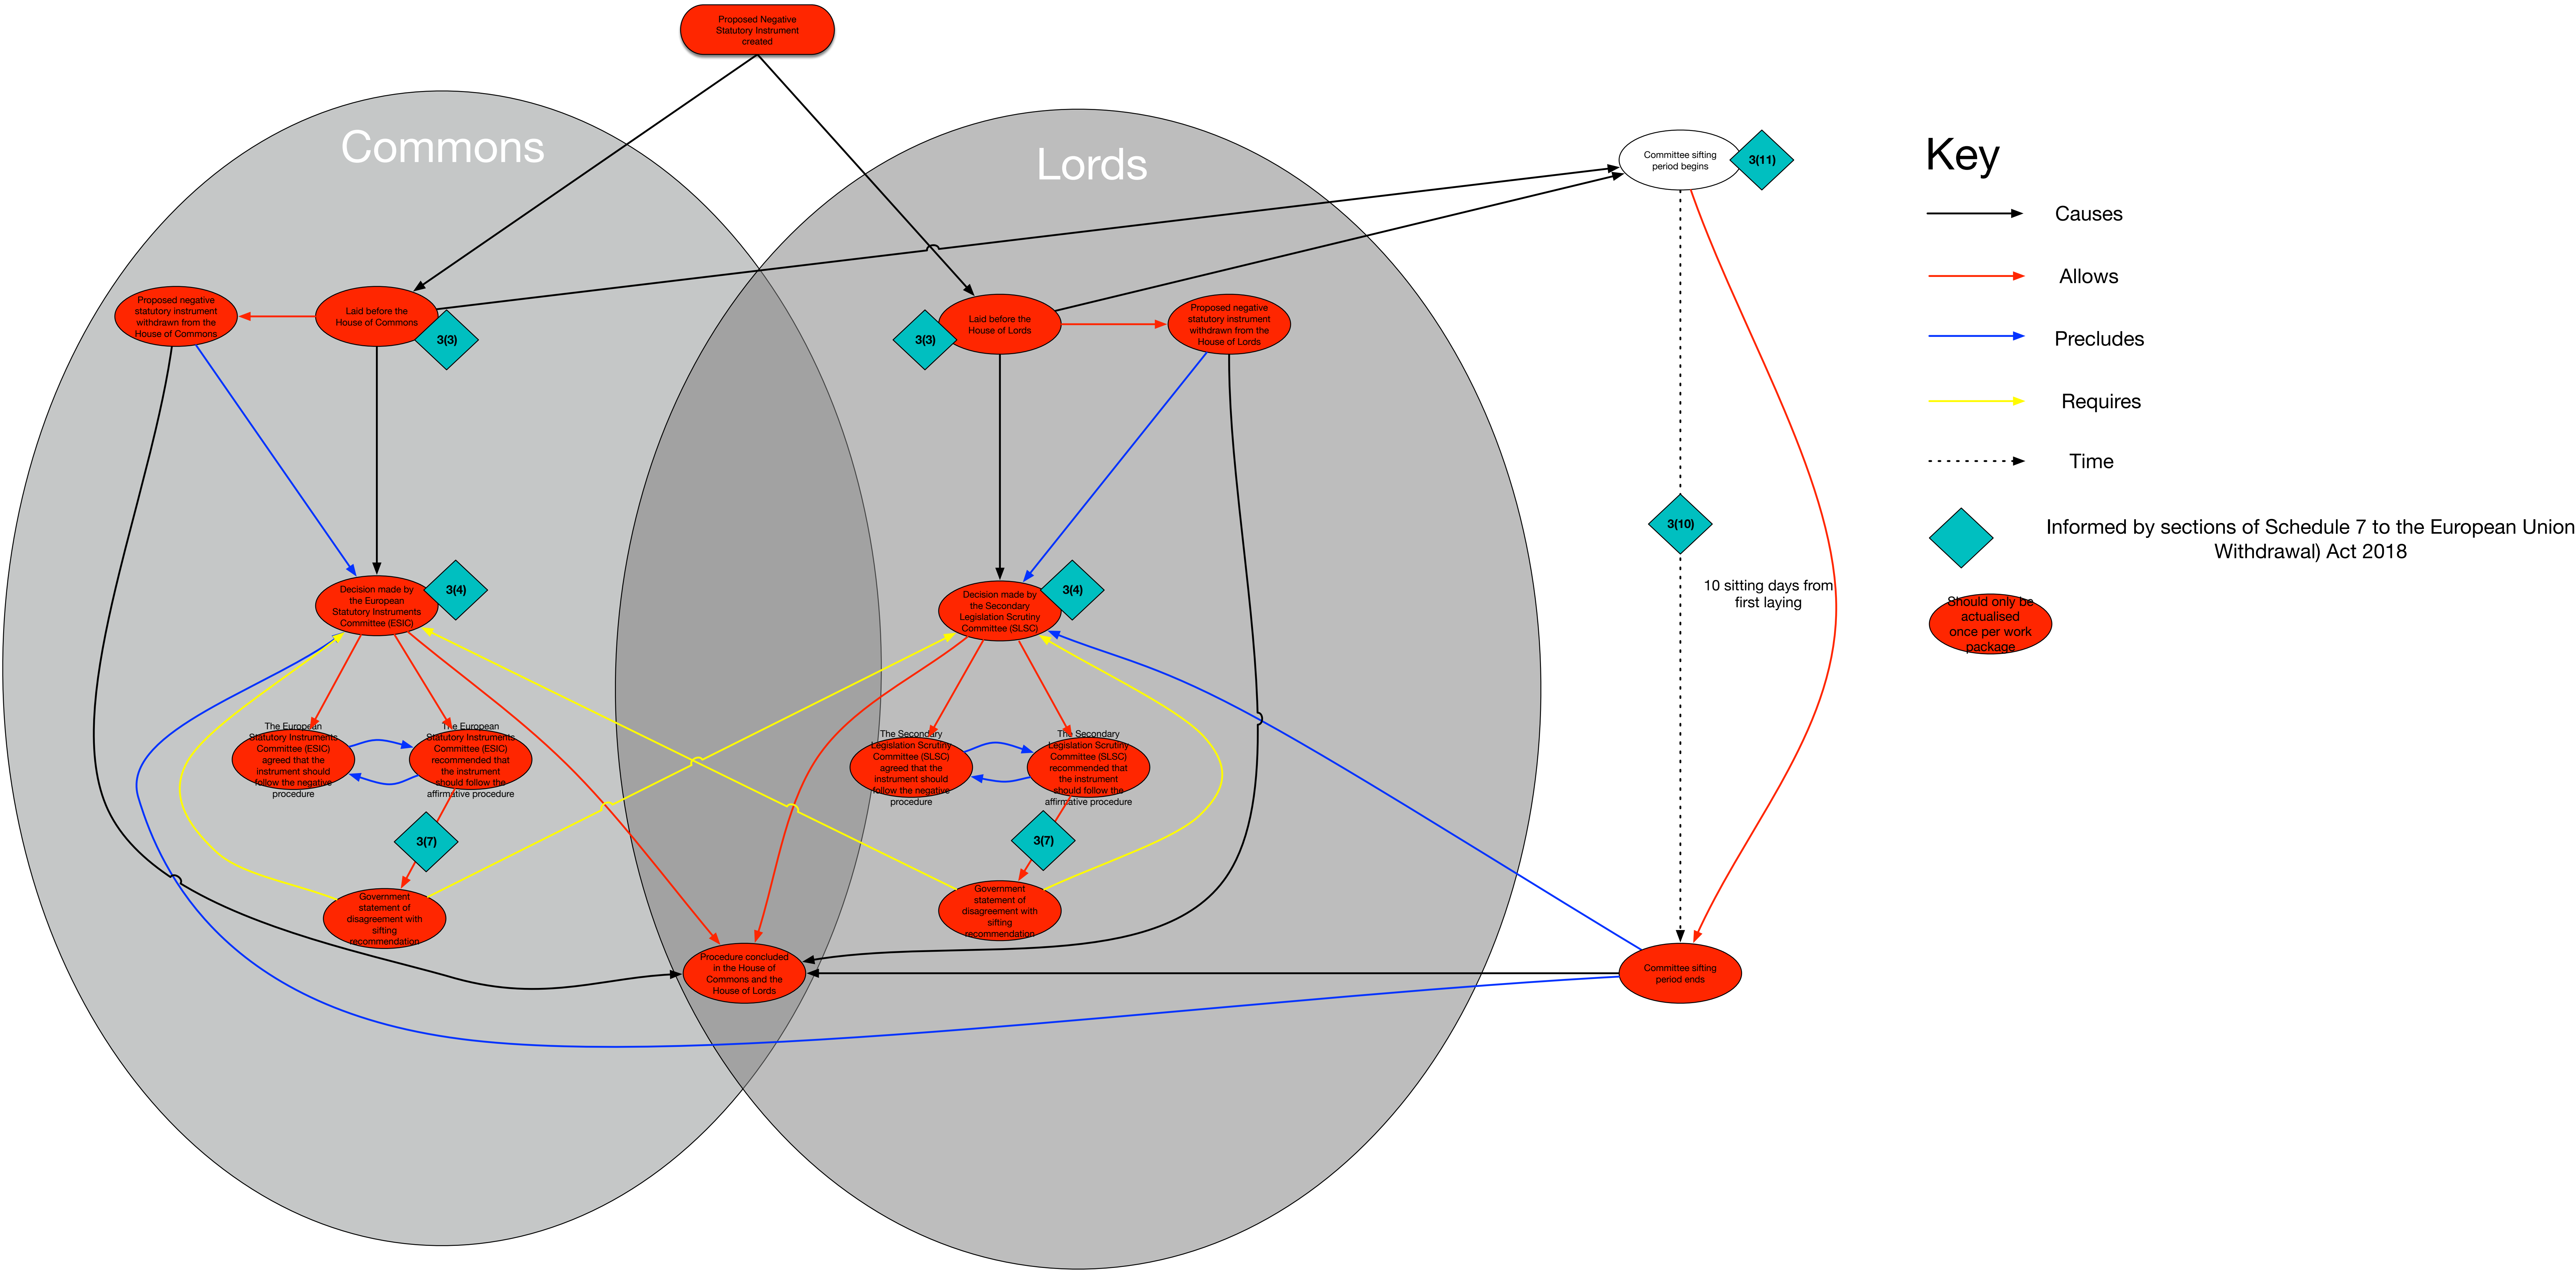 Proposed Negative
Statutory Instrument
created
Commons
Lords
Committee sifting
period begins
3(11)
Key
Causes
Allows
Precludes
Requires
Time
Informed by sections of Schedule 7 to the European Union
Withdrawal) Act 2018
Should only be
actualised
once per work
package
Proposed negative
statutory instrument
withdrawn from the
House of Commons
Laid before the
House of Commons
3(3)
3(3)
Laid before the
House of Lords
Proposed negative
statutory instrument
withdrawn from the
House of Lords
3(10)
10 sitting days from
first laying
Decision made by
the European
Statutory Instruments
Committee (ESIC)
3(4)
Decision made by
the Secondary
Legislation Scrutiny
Committee (SLSC)
3(4)
The European
Statutory Instruments
Committee (ESIC)
agreed that the
instrument should
follow the negative
procedure
The European
Statutory Instruments
Committee (ESIC)
recommended that
the instrument
should follow the
affirmative procedure
The Secondary
Legislation Scrutiny
Committee (SLSC)
agreed that the
instrument should
follow the negative
procedure
The Secondary
Legislation Scrutiny
Committee (SLSC)
recommended that
the instrument
should follow the
affirmative procedure
3(7)
3(7)
Government
statement of
disagreement with
sifting
recommendation
Government
statement of
disagreement with
sifting
recommendation
Procedure concluded
in the House of
Commons and the
House of Lords
Committee sifting
period ends